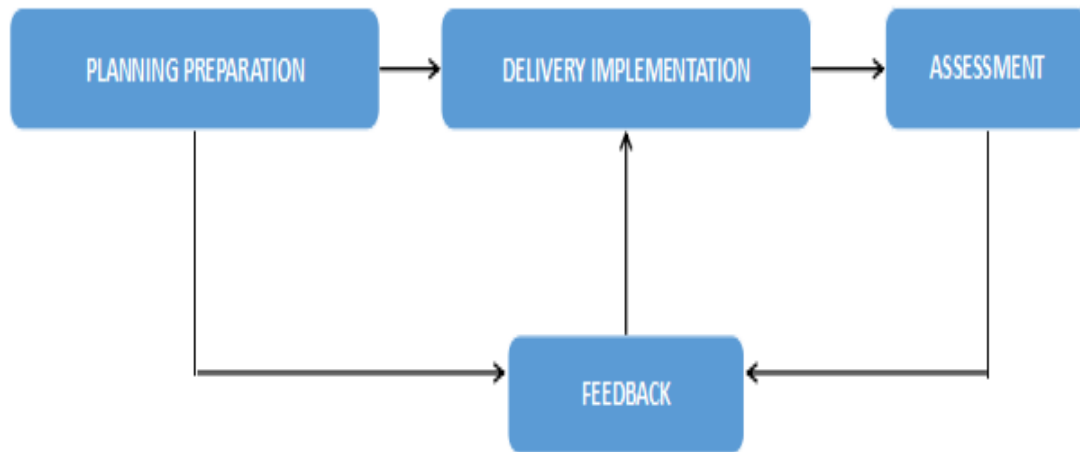 PLANNING PREPARATION
DELIVERY IMPLEMENTATION
ASSESSMENT
FEEDBACK